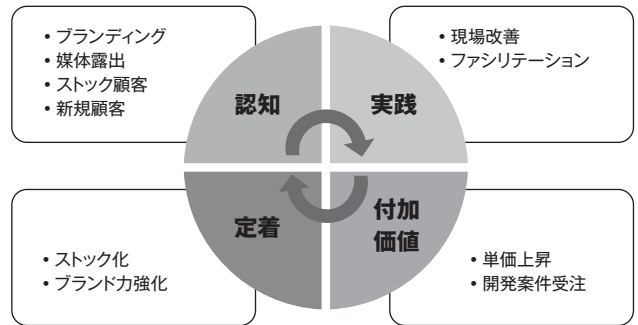 • ブランディング
• 媒体露出
• ストック顧客
• 新規顧客
• 現場改善
• ファシリテーション
認知
実践
定着
付加
価値
• ストック化
• ブランド力強化
• 単価上昇
• 開発案件受注